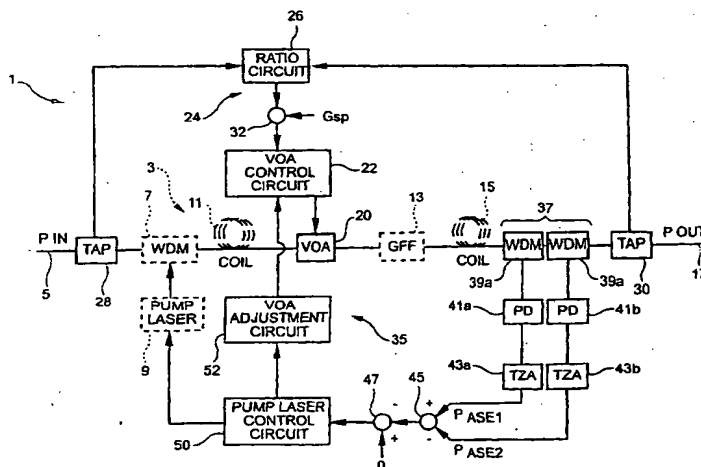 26
RATIO
CIRCUIT
1
24
32
Gsp
VOA
CONTROL
CIRCUIT
22
3
7
11
13
15
37
20
P IN
TAP
WDM
VOA
GFF
WDM
WDM
TAP
P OUT
5
28
COIL
COIL
39a
39a
30
17
PUMP
LASER
9
VOA
ADJUSTMENT
CIRCUIT
52
35
41a
PD
PD
41b
43a
TZA
TZA
43b
PUMP LASER
CONTROL
CIRCUIT
50
47
45
-
+
+
-
P ASE1
P ASE2
0